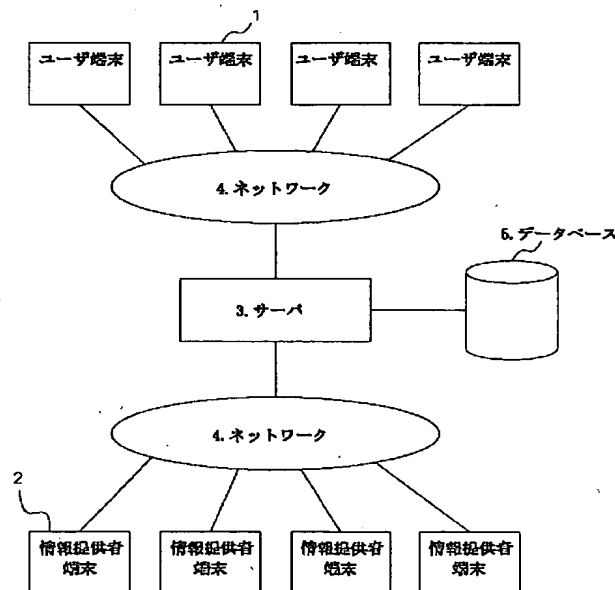 1
ユーザ端末 ユーザ端末 ユーザ端末 ユーザ端末
4.ネットワーク
5.データベース
3.サーバ
4.ネットワーク
2
情報提供者 情報提供者 情報提供者 情報提供者
端末 端末 端末 端末